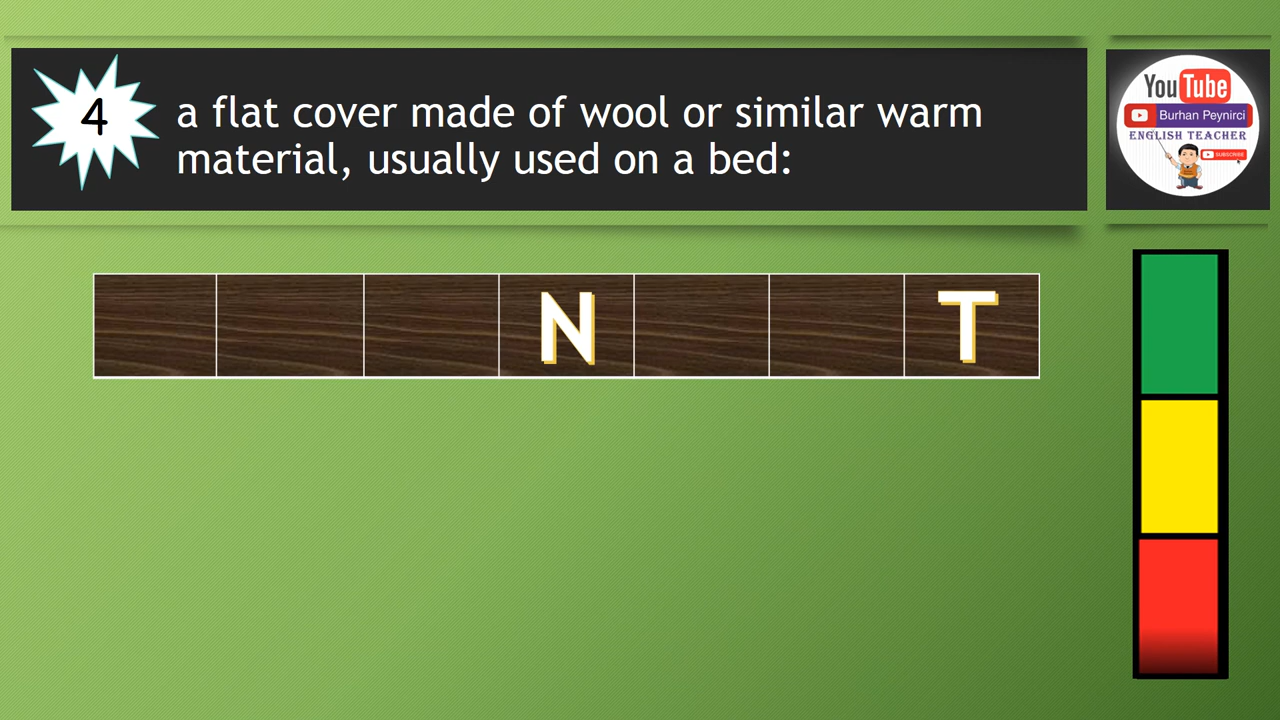 4
a flat cover made of wool or similar warm
material, usually used on a bed:
YouTube
Burhan Peynirci
ENGLISH TEACHER
SUBSCRIBE
N T